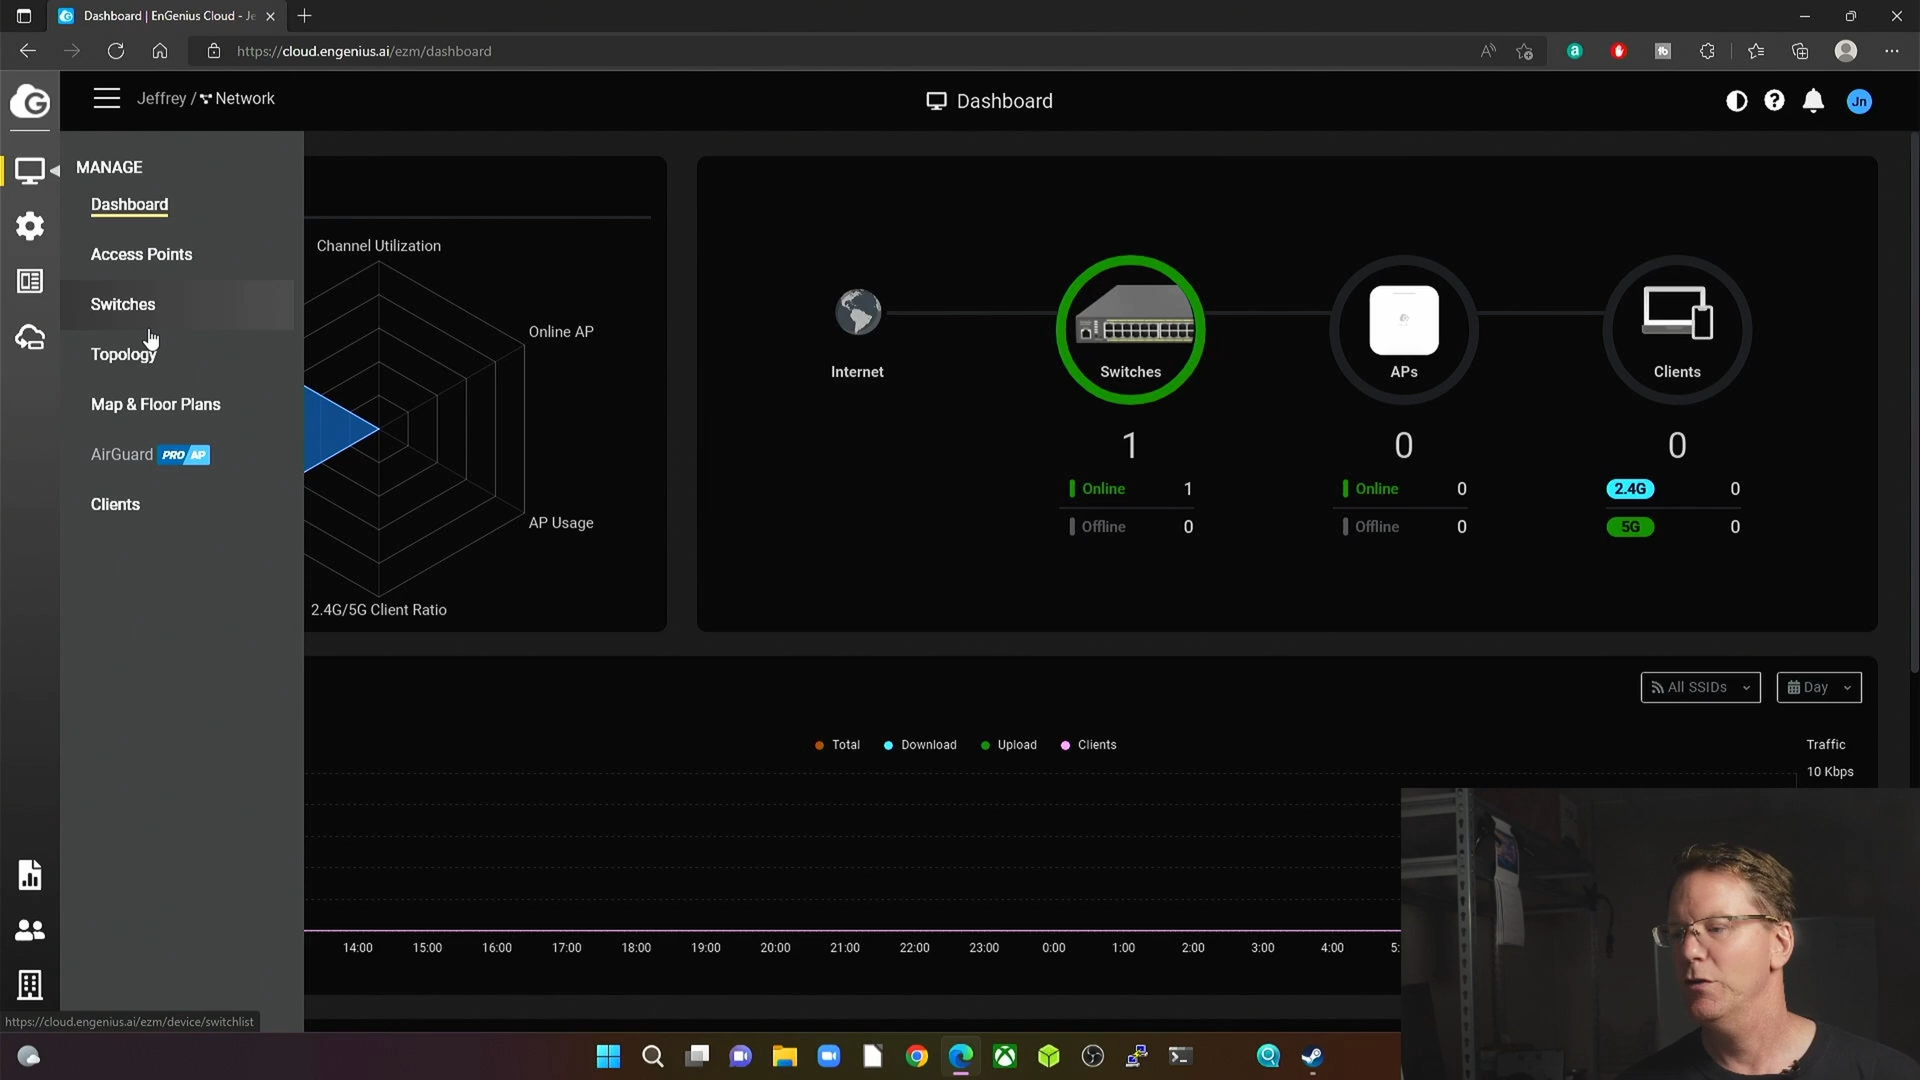 Dashboard | EnGenius Cloud - Je
https://cloud.engenius.ai/ezm/dashboard
Jeffrey / Network
Dashboard
Jn
MANAGE
Dashboard
Access Points
Switches
Topology
Map & Floor Plans
AirGuard PRO AP
Clients
Channel Utilization
Online AP
AP Usage
2.4G/5G Client Ratio
Internet
Switches
APs
Clients
1
0
0
Online 1
Offline 0
Online 0
Offline 0
2.4G 0
5G 0
All SSIDs
Day
Total Download Upload Clients
Traffic
10 Kbps
14:00 15:00 16:00 17:00 18:00 19:00 20:00 21:00 22:00 23:00 0:00 1:00 2:00 3:00 4:00 5:
https://cloud.engenius.ai/ezm/device/switchlist